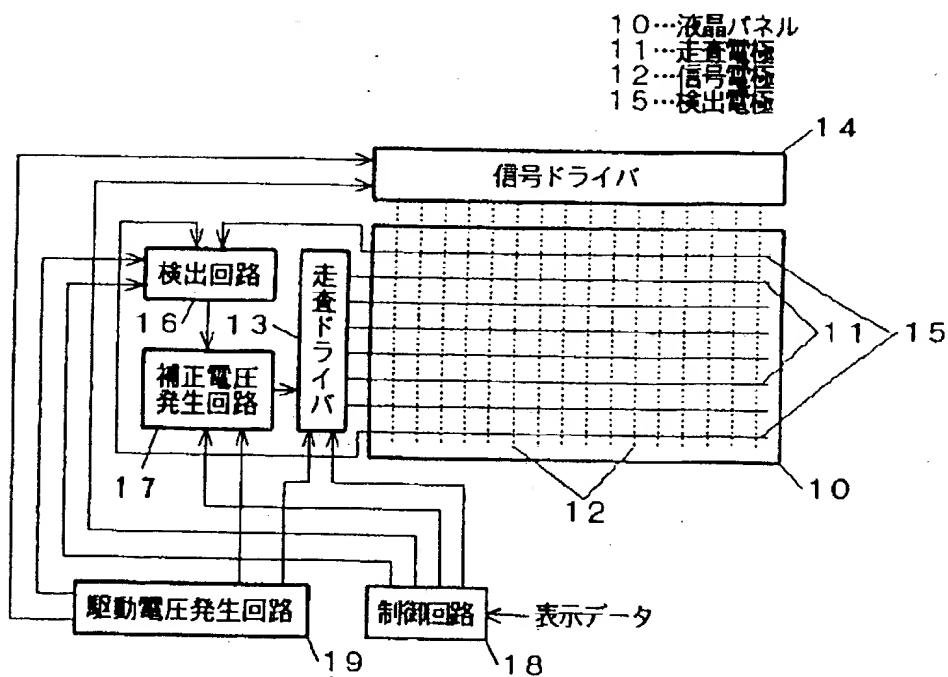 10…液晶パネル
11…走査電極
12…信号電極
15…検出電極
14
信号ドライバ
検出回路
走査ドライバ
16
13
11
15
補正電圧
発生回路
17
10
12
駆動電圧発生回路
制御回路
表示データ
19
18